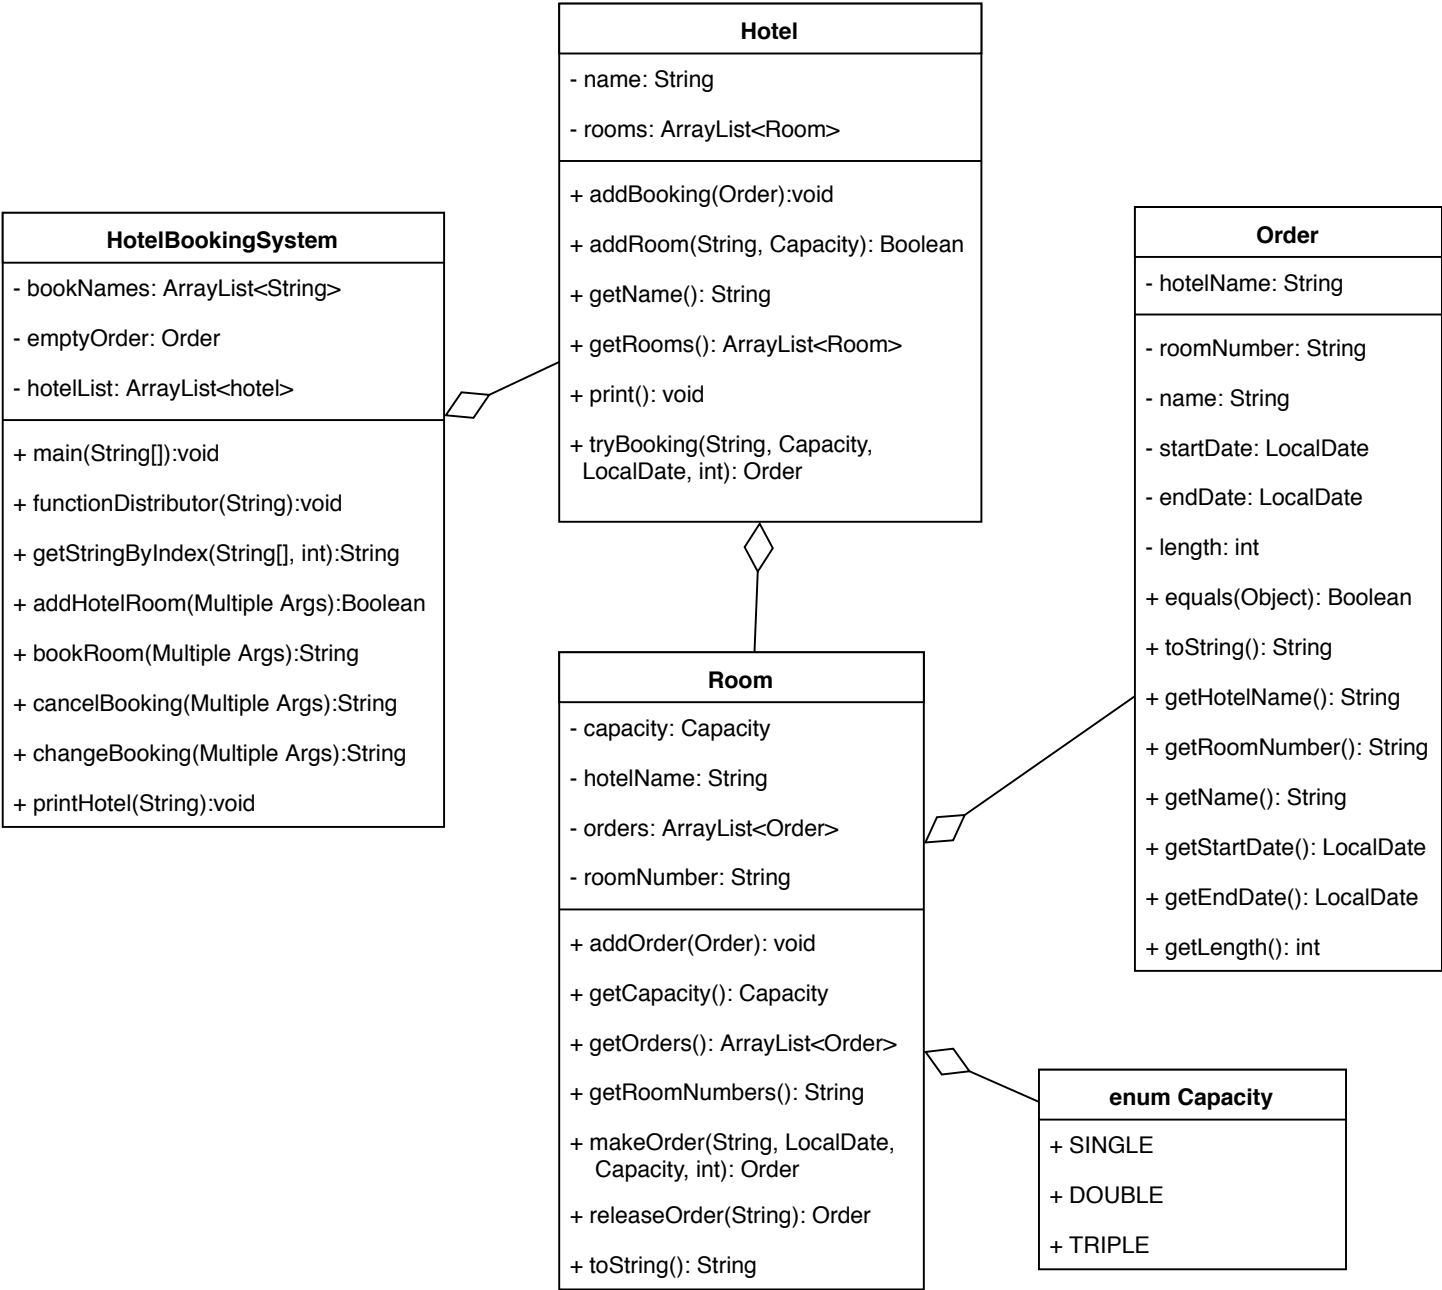 Hotel
- name: String
- rooms: ArrayList<Room>
+ addBooking(Order):void
+ addRoom(String, Capacity): Boolean
+ getName(): String
+ getRooms(): ArrayList<Room>
+ print(): void
+ tryBooking(String, Capacity,
LocalDate, int): Order
HotelBookingSystem
- bookNames: ArrayList<String>
- emptyOrder: Order
- hotelList: ArrayList<hotel>
+ main(String[]):void
+ functionDistributor(String):void
+ getStringByIndex(String[], int):String
+ addHotelRoom(Multiple Args):Boolean
+ bookRoom(Multiple Args):String
+ cancelBooking(Multiple Args):String
+ changeBooking(Multiple Args):String
+ printHotel(String):void
Order
- hotelName: String
- roomNumber: String
- name: String
- startDate: LocalDate
- endDate: LocalDate
- length: int
+ equals(Object): Boolean
+ toString(): String
+ getHotelName(): String
+ getRoomNumber(): String
+ getName(): String
+ getStartDate(): LocalDate
+ getEndDate(): LocalDate
+ getLength(): int
Room
- capacity: Capacity
- hotelName: String
- orders: ArrayList<Order>
- roomNumber: String
+ addOrder(Order): void
+ getCapacity(): Capacity
+ getOrders(): ArrayList<Order>
+ getRoomNumbers(): String
+ makeOrder(String, LocalDate,
Capacity, int): Order
+ releaseOrder(String): Order
+ toString(): String
enum Capacity
+ SINGLE
+ DOUBLE
+ TRIPLE